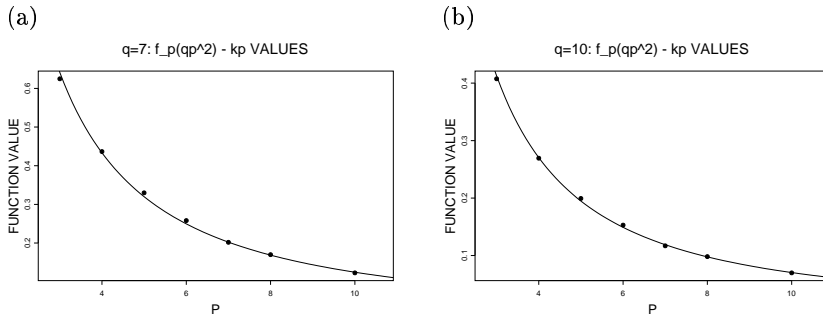 (a)
q=7: f_p(qp^2) - kp VALUES
FUNCTION VALUE
0.6
0.5
0.4
0.3
0.2
4 6 8 10
P
(b)
q=10: f_p(qp^2) - kp VALUES
FUNCTION VALUE
0.4
0.3
0.2
0.1
4 6 8 10
P